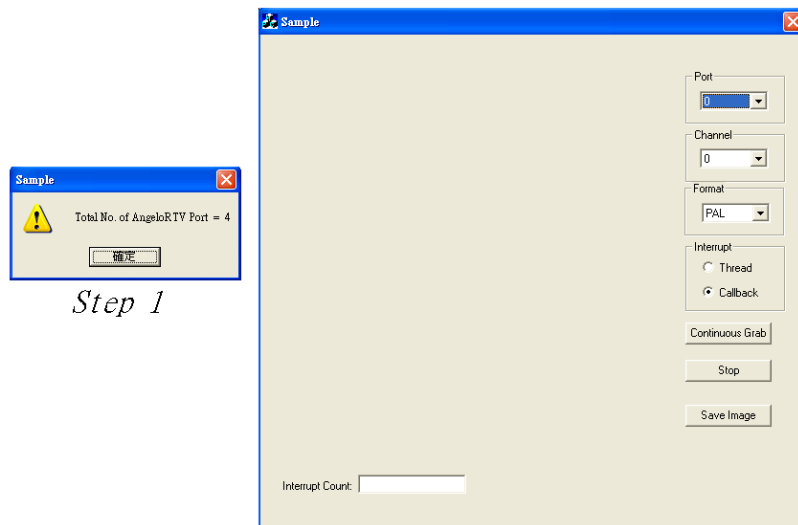 Sample
Total No. of AngeloRTV Port = 4
確定
Step 1
Sample
Port
0
Channel
0
Format
PAL
Interrupt
Thread
Callback
Continuous Grab
Stop
Save Image
Interrupt Count: